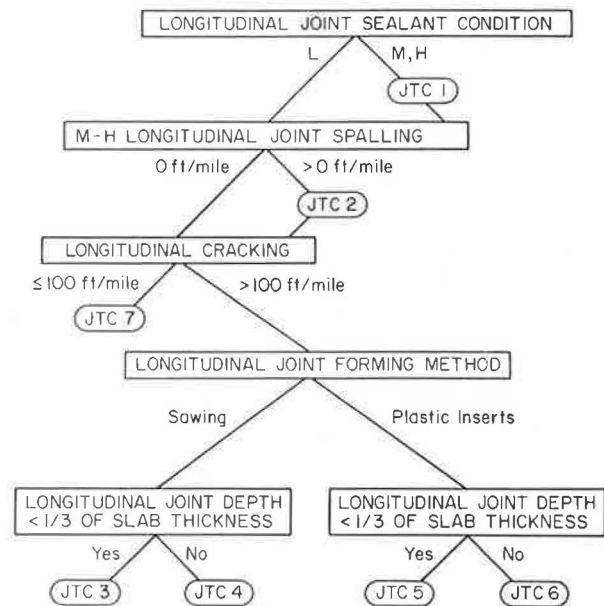 LONGITUDINAL JOINT SEALANT CONDITION
L
M,H
JTC 1
M-H LONGITUDINAL JOINT SPALLING
0 ft/mile
>0 ft/mile
JTC 2
LONGITUDINAL CRACKING
≤100 ft/mile
>100 ft/mile
JTC 7
LONGITUDINAL JOINT FORMING METHOD
Sawing
Plastic Inserts
LONGITUDINAL JOINT DEPTH
<1/3 OF SLAB THICKNESS
LONGITUDINAL JOINT DEPTH
<1/3 OF SLAB THICKNESS
Yes
No
Yes
No
JTC 3
JTC 4
JTC 5
JTC 6